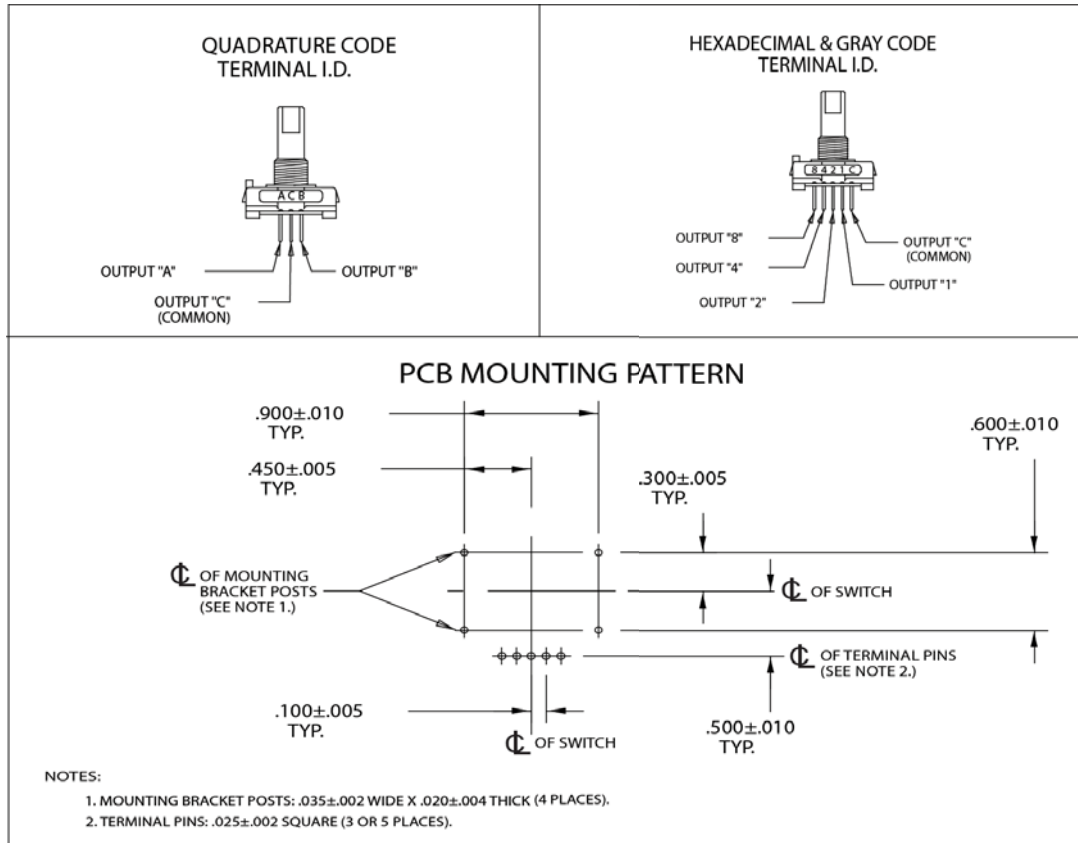 QUADRATURE CODE
TERMINAL I.D.
A C B
OUTPUT "A"
OUTPUT "B"
OUTPUT "C"
(COMMON)
HEXADECIMAL & GRAY CODE
TERMINAL I.D.
8 4 2 1 C
OUTPUT "8"
OUTPUT "C"
(COMMON)
OUTPUT "4"
OUTPUT "1"
OUTPUT "2"
PCB MOUNTING PATTERN
.900±.010
TYP.
.600±.010
TYP.
.450±.005
TYP.
.300±.005
TYP.
℄ OF MOUNTING
BRACKET POSTS
(SEE NOTE 1.)
℄ OF SWITCH
℄ OF TERMINAL PINS
(SEE NOTE 2.)
.100±.005
TYP.
℄ OF SWITCH
.500±.010
TYP.
NOTES:
1. MOUNTING BRACKET POSTS: .035±.002 WIDE X .020±.004 THICK (4 PLACES).
2. TERMINAL PINS: .025±.002 SQUARE (3 OR 5 PLACES).